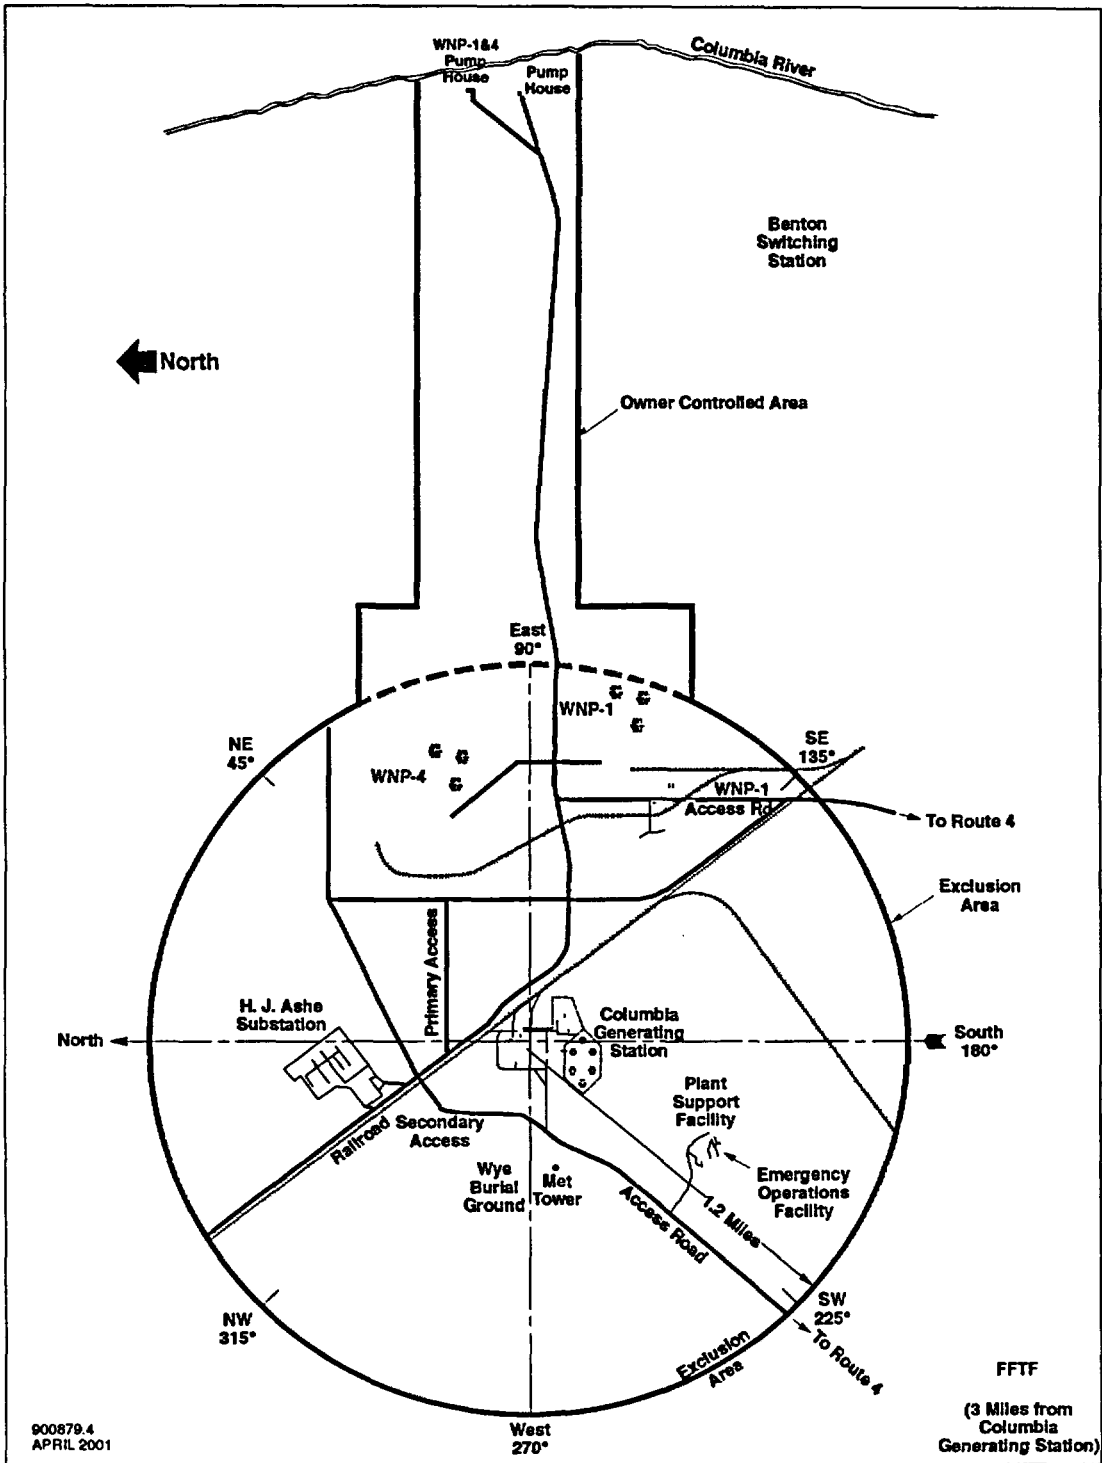 WNP-1&4
Pump
House
Pump
House
Columbia River
Benton
Switching
Station
North
Owner Controlled Area
East
90°
WNP-1
NE
45°
SE
135°
WNP-4
WNP-1
Access Rd
To Route 4
Exclusion
Area
Primary Access
H. J. Ashe
Substation
Columbia
Generating
Station
North
South
180°
Plant
Support
Facility
Railroad
Secondary
Access
Wye
Burial
Ground
Met
Tower
Emergency
Operations
Facility
Access Road
1.2 Miles
NW
315°
SW
225°
To Route 4
Exclusion
Area
FFTF
(3 Miles from
Columbia
Generating Station)
West
270°
900879.4
APRIL 2001